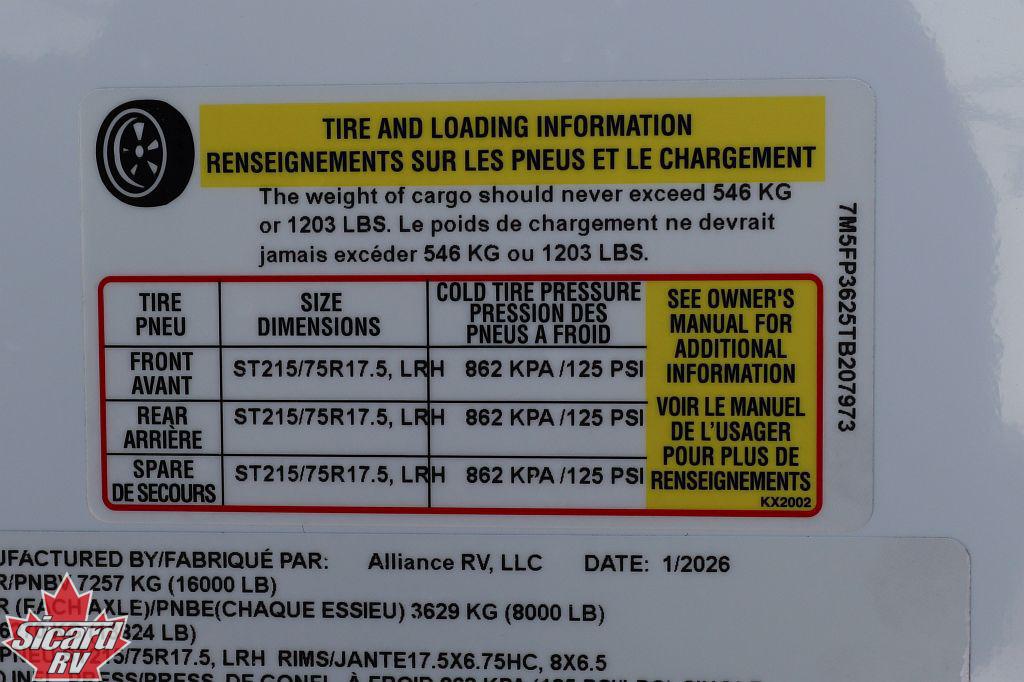 TIRE AND LOADING INFORMATION
RENSEIGNEMENTS SUR LES PNEUS ET LE CHARGEMENT
The weight of cargo should never exceed 546 KG
or 1203 LBS. Le poids de chargement ne devrait
jamais excéder 546 KG ou 1203 LBS.
TIRE
PNEU
SIZE
DIMENSIONS
COLD TIRE PRESSURE
PRESSION DES
PNEUS A FROID
FRONT
AVANT
ST215/75R17.5, LRH
862 KPA /125 PSI
REAR
ARRIÈRE
ST215/75R17.5, LRH
862 KPA /125 PSI
SPARE
DE SECOURS
ST215/75R17.5, LRH
862 KPA /125 PSI
SEE OWNER'S
MANUAL FOR
ADDITIONAL
INFORMATION
VOIR LE MANUEL
DE L'USAGER
POUR PLUS DE
RENSEIGNEMENTS
KX2002
7M5FP3625TB207973
UFACTURED BY/FABRIQUÉ PAR: Alliance RV, LLC DATE: 1/2026
R/PNBV 7257 KG (16000 LB)
R (EACH AXLE)/PNBE(CHAQUE ESSIEU) 3629 KG (8000 LB)
LB)
215/75R17.5, LRH RIMS/JANTE17.5X6.75HC, 8X6.5
Sicard
RV